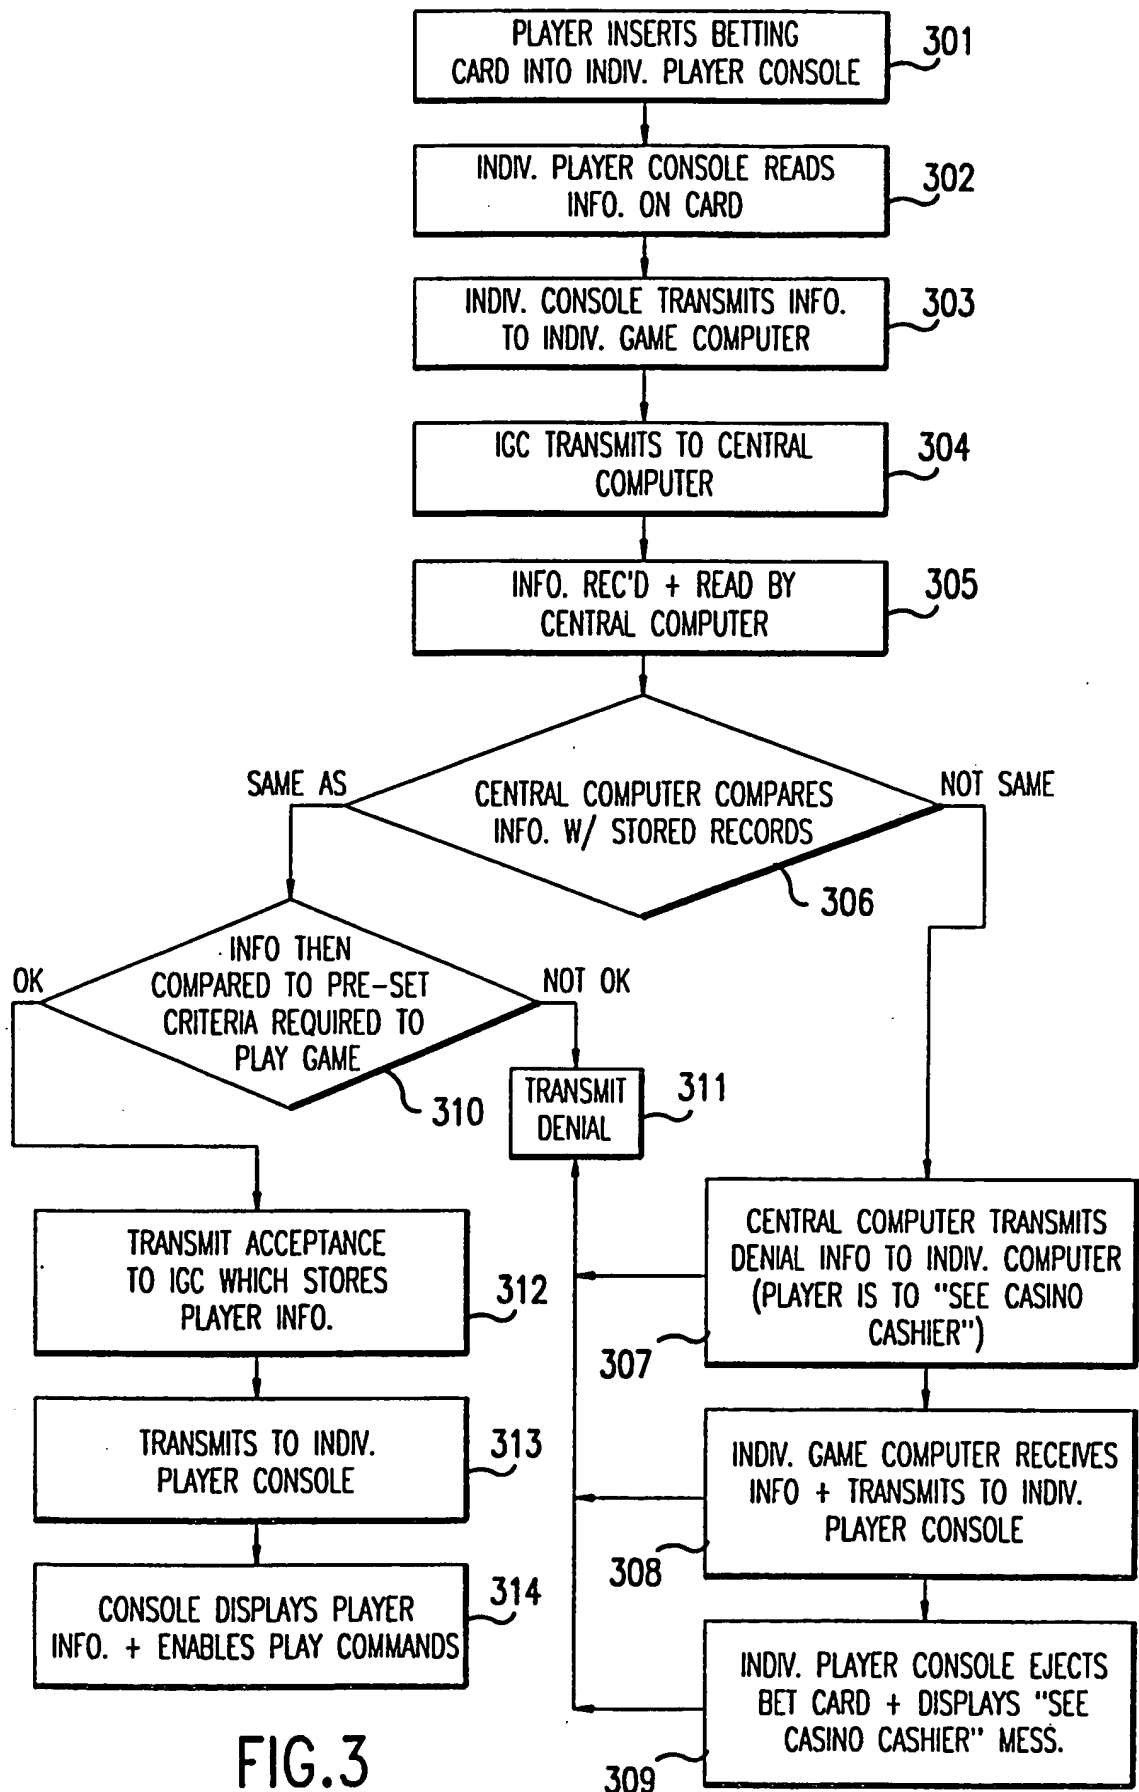 PLAYER INSERTS BETTING
CARD INTO INDIV. PLAYER CONSOLE
301
INDIV. PLAYER CONSOLE READS
INFO. ON CARD
302
INDIV. CONSOLE TRANSMITS INFO.
TO INDIV. GAME COMPUTER
303
IGC TRANSMITS TO CENTRAL
COMPUTER
304
INFO. REC'D + READ BY
CENTRAL COMPUTER
305
SAME AS
NOT SAME
CENTRAL COMPUTER COMPARES
INFO. W/ STORED RECORDS
306
OK
INFO THEN
COMPARED TO PRE-SET
CRITERIA REQUIRED TO
PLAY GAME
NOT OK
310
TRANSMIT
DENIAL
311
TRANSMIT ACCEPTANCE
TO IGC WHICH STORES
PLAYER INFO.
312
TRANSMITS TO INDIV.
PLAYER CONSOLE
313
CONSOLE DISPLAYS PLAYER
INFO. + ENABLES PLAY COMMANDS
314
CENTRAL COMPUTER TRANSMITS
DENIAL INFO TO INDIV. COMPUTER
(PLAYER IS TO "SEE CASINO
CASHIER")
307
INDIV. GAME COMPUTER RECEIVES
INFO + TRANSMITS TO INDIV.
PLAYER CONSOLE
308
INDIV. PLAYER CONSOLE EJECTS
BET CARD + DISPLAYS "SEE
CASINO CASHIER" MESS.
309
FIG.3